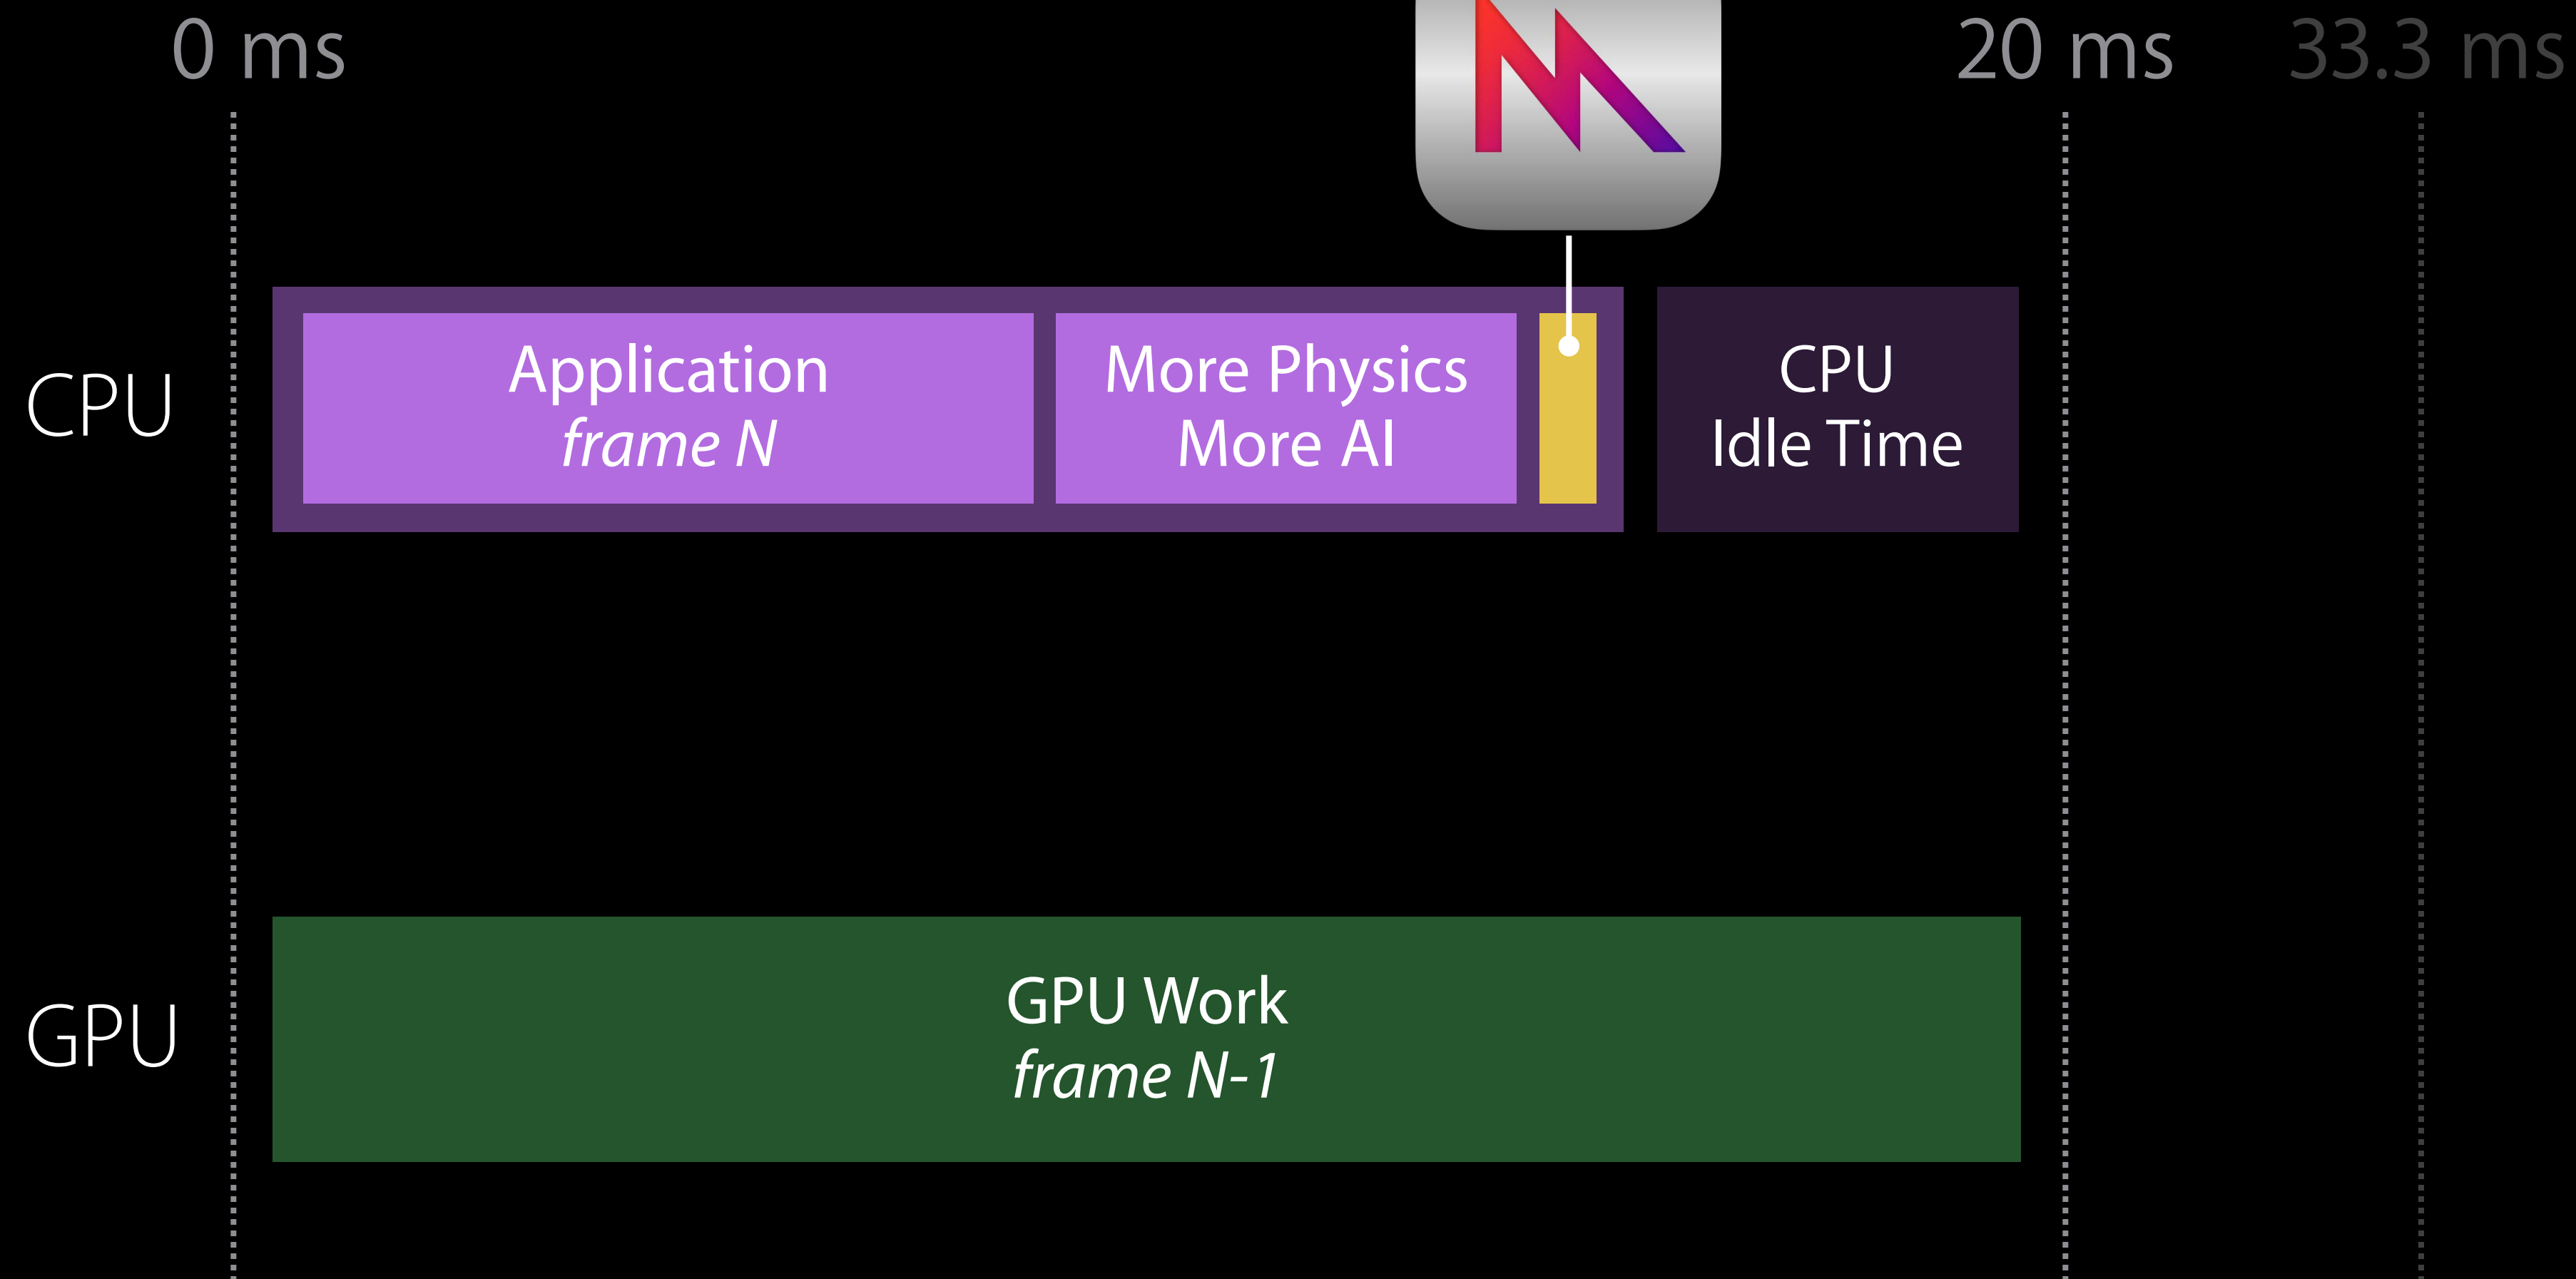 0 ms
20 ms
33.3 ms
CPU
Application
frame N
More Physics
More AI
CPU
Idle Time
GPU
GPU Work
frame N-1